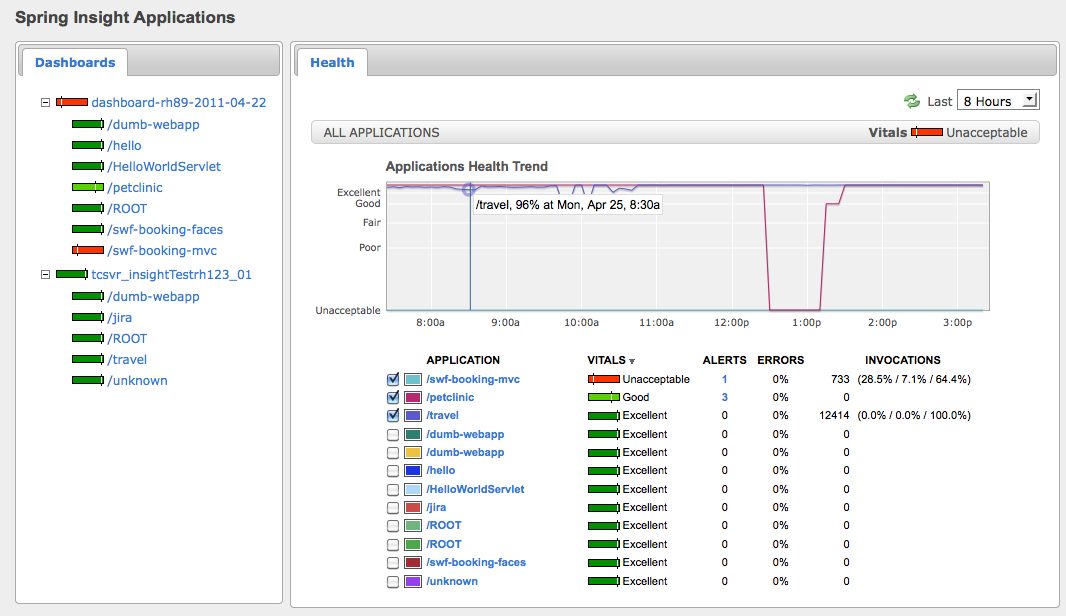 Spring Insight Applications
Dashboards
dashboard-rh89-2011-04-22
/dumb-webapp
/hello
/HelloWorldServlet
/petclinic
/ROOT
/swf-booking-faces
/swf-booking-mvc
tcsvr_insightTestrh123_01
/dumb-webapp
/jira
/ROOT
/travel
/unknown
Health
Last 8 Hours
ALL APPLICATIONS Vitals Unacceptable
Applications Health Trend
Excellent
Good
Fair
Poor
Unacceptable
/travel, 96% at Mon, Apr 25, 8:30a
8:00a 9:00a 10:00a 11:00a 12:00p 1:00p 2:00p 3:00p
APPLICATION VITALS ALERTS ERRORS INVOCATIONS
/swf-booking-mvc Unacceptable 1 0% 733 (28.5% / 7.1% / 64.4%)
/petclinic Good 3 0% 0
/travel Excellent 0 0% 12414 (0.0% / 0.0% / 100.0%)
/dumb-webapp Excellent 0 0% 0
/dumb-webapp Excellent 0 0% 0
/hello Excellent 0 0% 0
/HelloWorldServlet Excellent 0 0% 0
/jira Excellent 0 0% 0
/ROOT Excellent 0 0% 0
/ROOT Excellent 0 0% 0
/swf-booking-faces Excellent 0 0% 0
/unknown Excellent 0 0% 0